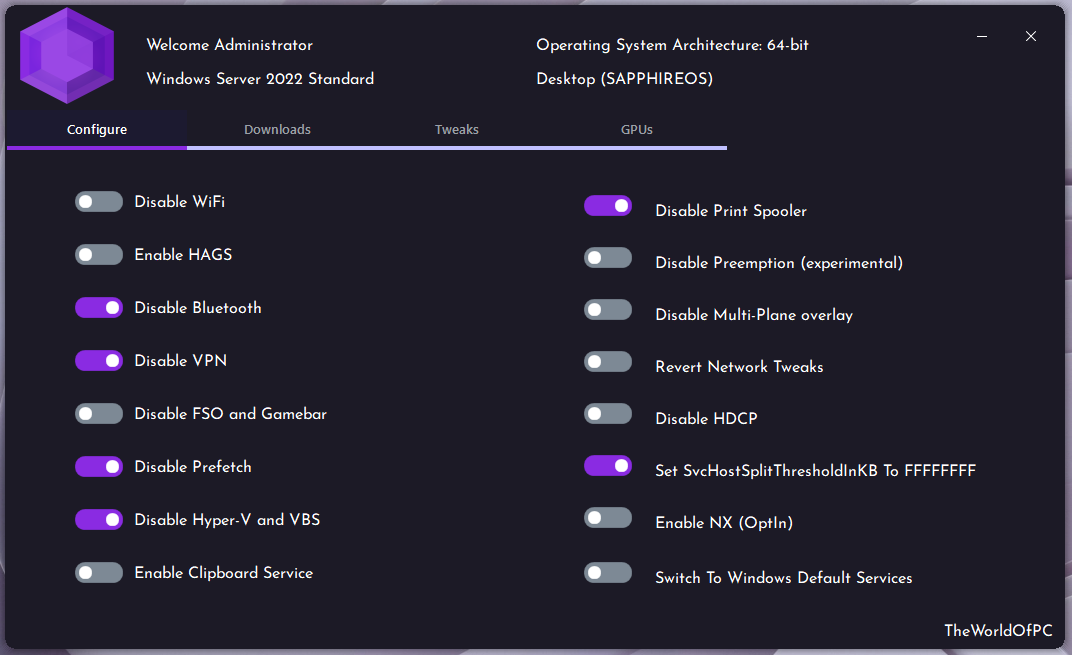 Welcome Administrator
Windows Server 2022 Standard
Operating System Architecture: 64-bit
Desktop (SAPPHIREOS)
Configure
Downloads
Tweaks
GPUs
Disable WiFi
Enable HAGS
Disable Bluetooth
Disable VPN
Disable FSO and Gamebar
Disable Prefetch
Disable Hyper-V and VBS
Enable Clipboard Service
Disable Print Spooler
Disable Preemption (experimental)
Disable Multi-Plane overlay
Revert Network Tweaks
Disable HDCP
Set SvcHostSplitThresholdInKB To FFFFFFFF
Enable NX (OptIn)
Switch To Windows Default Services
TheWorldOfPC